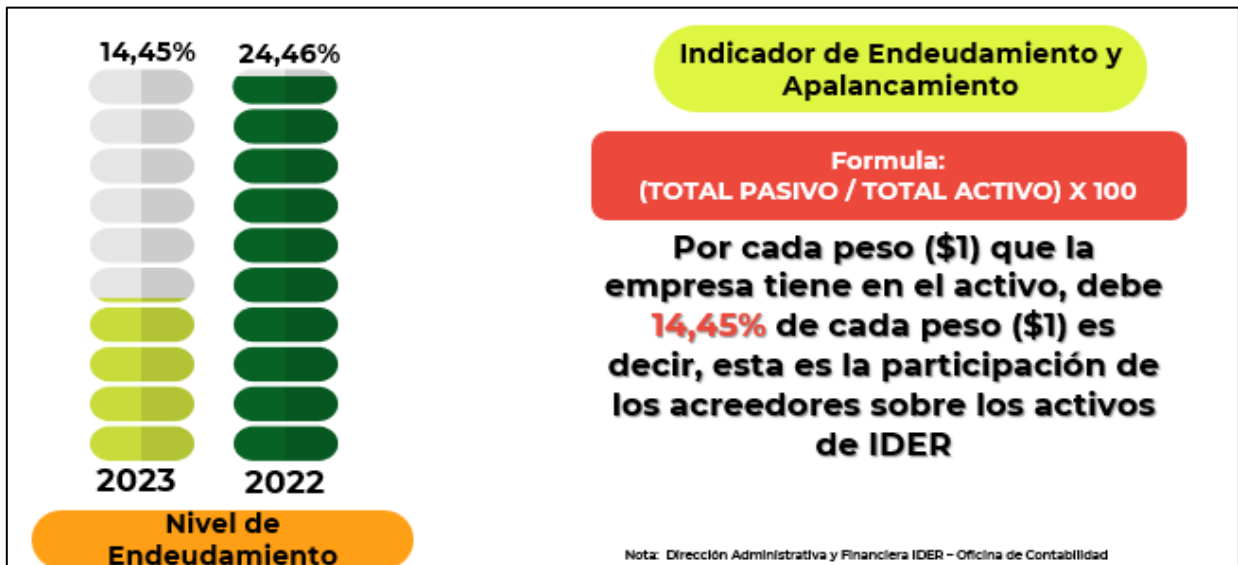 14,45%
24,46%
2023
2022
Nivel de
Endeudamiento
Indicador de Endeudamiento y
Apalancamiento
Formula:
(TOTAL PASIVO / TOTAL ACTIVO) X 100
Por cada peso ($1) que la
empresa tiene en el activo, debe
14,45% de cada peso ($1) es
decir, esta es la participación de
los acreedores sobre los activos
de IDER
Nota: Dirección Administrativa y Financiera IDER – Oficina de Contabilidad